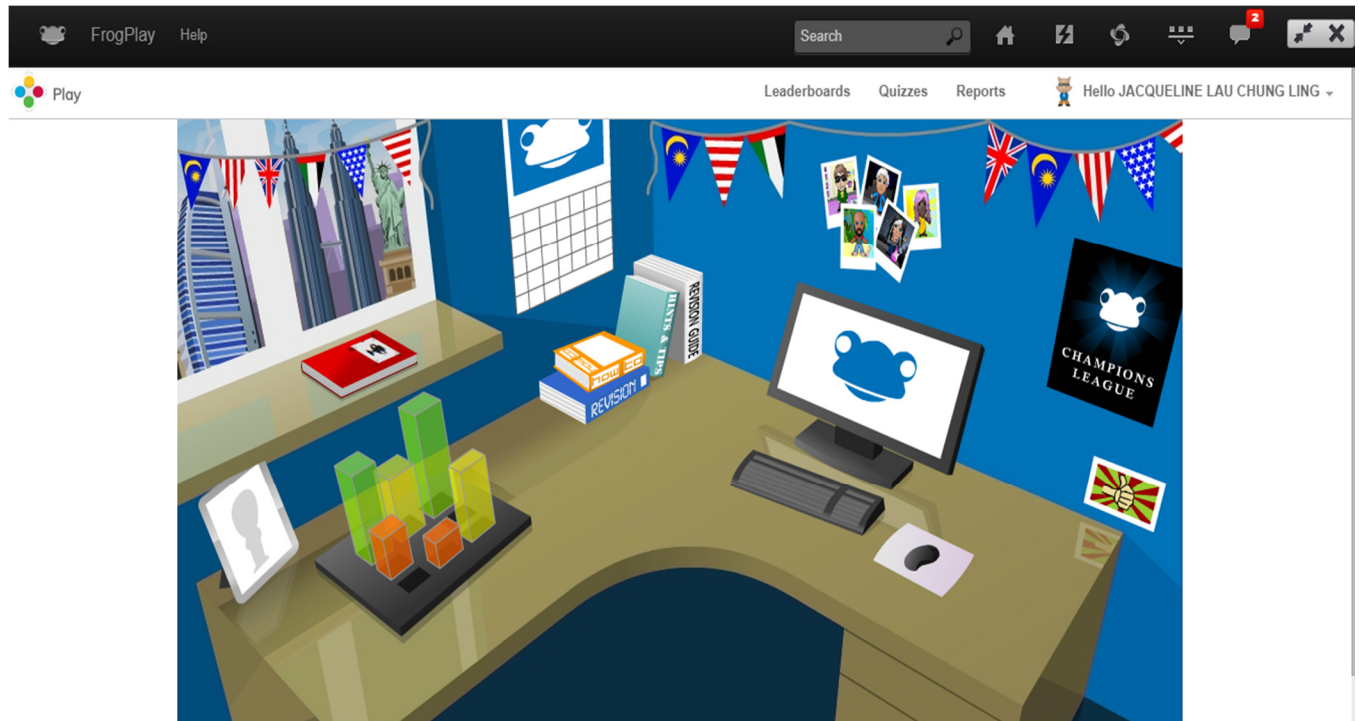 FrogPlay Help Search 2
Play Leaderboards Quizzes Reports Hello JACQUELINE LAU CHUNG LING
REVISION GUIDE
HINTS & TIPS
how to
REVISION
CHAMPIONS
LEAGUE